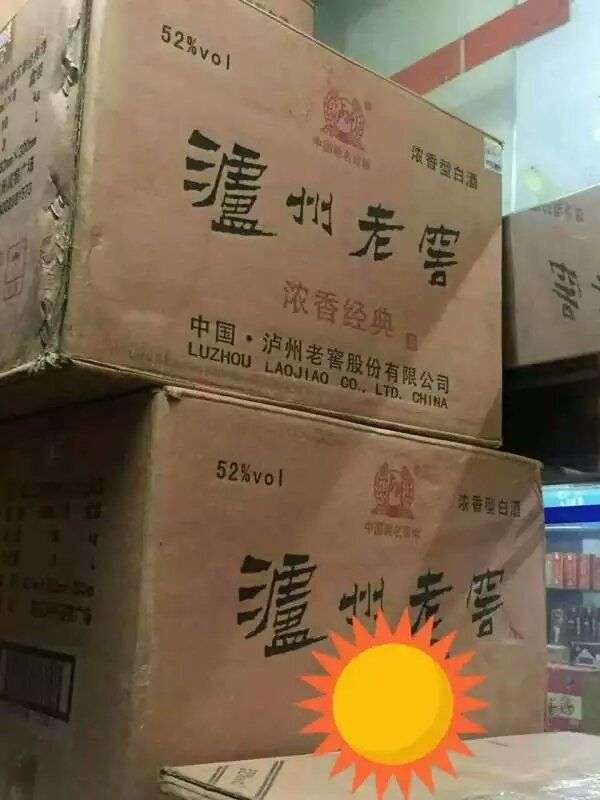 52%vol
浓香型白酒
瀘州老窖
浓香经典
中国·泸州老窖股份有限公司
LUZHOU LAOJIAO CO., LTD. CHINA
52%vol
浓香型白酒
瀘州老窖